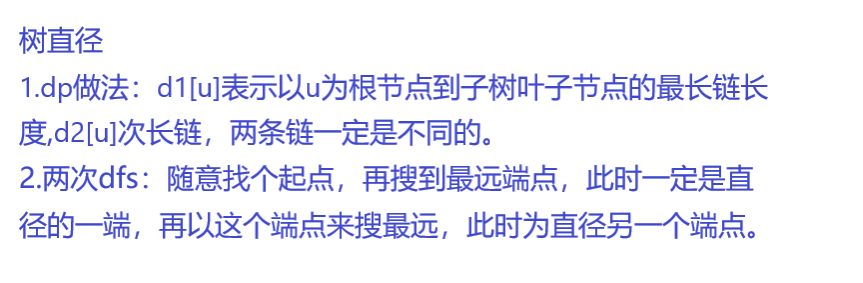 树直径
1.dp做法：d1[u]表示以u为根节点到子树叶子节点的最长链长
度,d2[u]次长链，两条链一定是不同的。
2.两次dfs：随意找个起点，再搜到最远端点，此时一定是直
径的一端，再以这个端点来搜最远，此时为直径另一个端点。